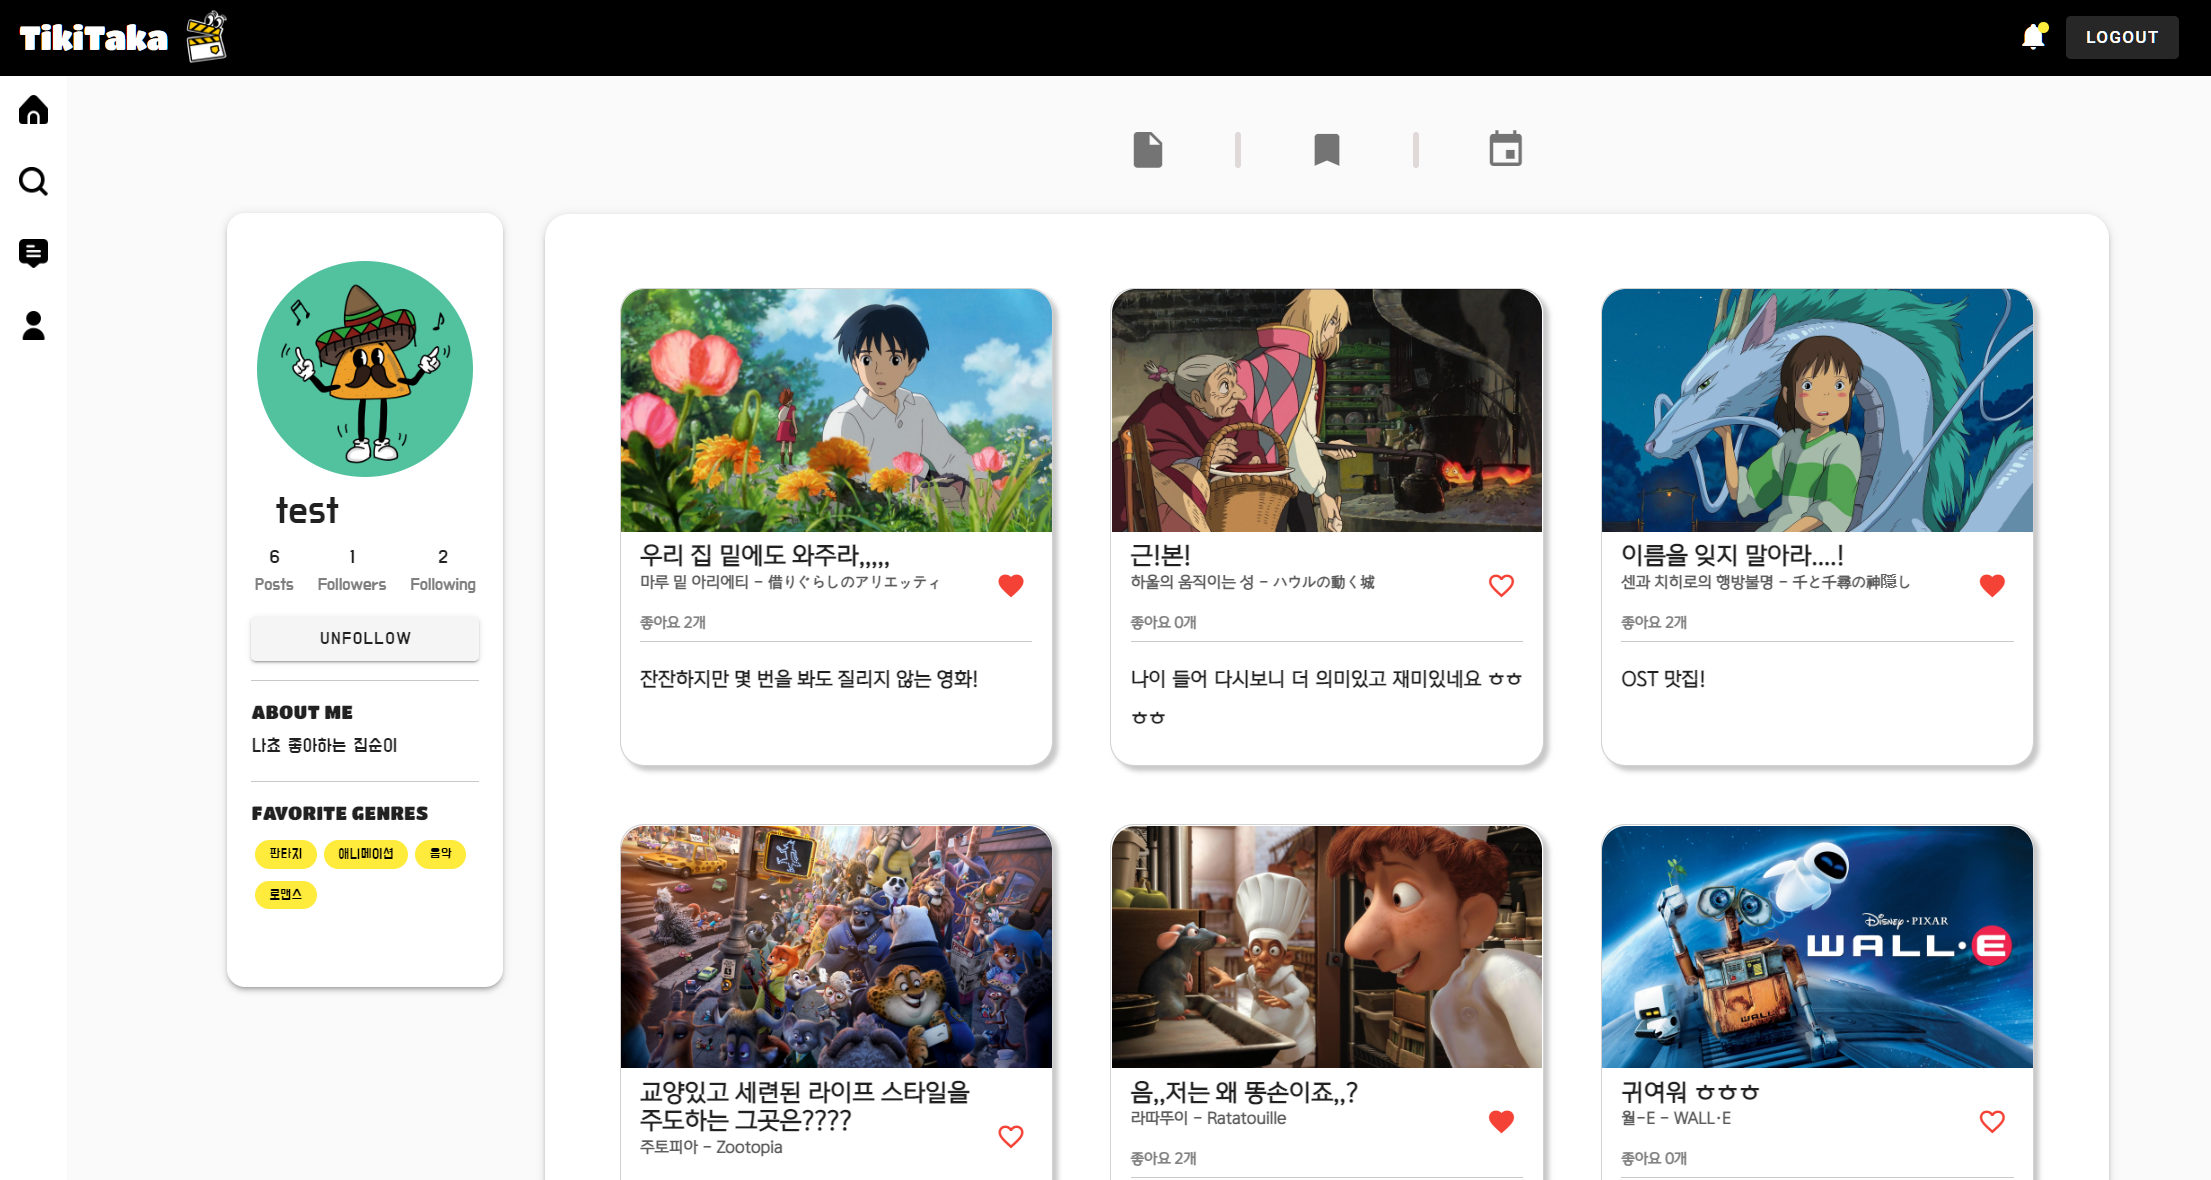 TikiTaka
LOGOUT
test
6 1 2
Posts Followers Following
UNFOLLOW
ABOUT ME
나쵸 좋아하는 집순이
FAVORITE GENRES
판타지 애니메이션 음악
로맨스
우리 집 밑에도 와주라,,,,,
마루 밑 아리에티 - 借りぐらしのアリエッティ
좋아요 2개
잔잔하지만 몇 번을 봐도 질리지 않는 영화!
근!본!
하울의 움직이는 성 - ハウルの動く城
좋아요 0개
나이 들어 다시보니 더 의미있고 재미있네요 ㅎㅎ
ㅎㅎ
이름을 잊지 말아라....!
센과 치히로의 행방불명 - 千と千尋の神隠し
좋아요 2개
OST 맛집!
교양있고 세련된 라이프 스타일을
주도하는 그곳은????
주토피아 - Zootopia
음,,저는 왜 똥손이죠,,?
라따뚜이 - Ratatouille
좋아요 2개
DISNEY · PIXAR
WALL·E
WALL
귀여워 ㅎㅎㅎ
월-E - WALL·E
좋아요 0개